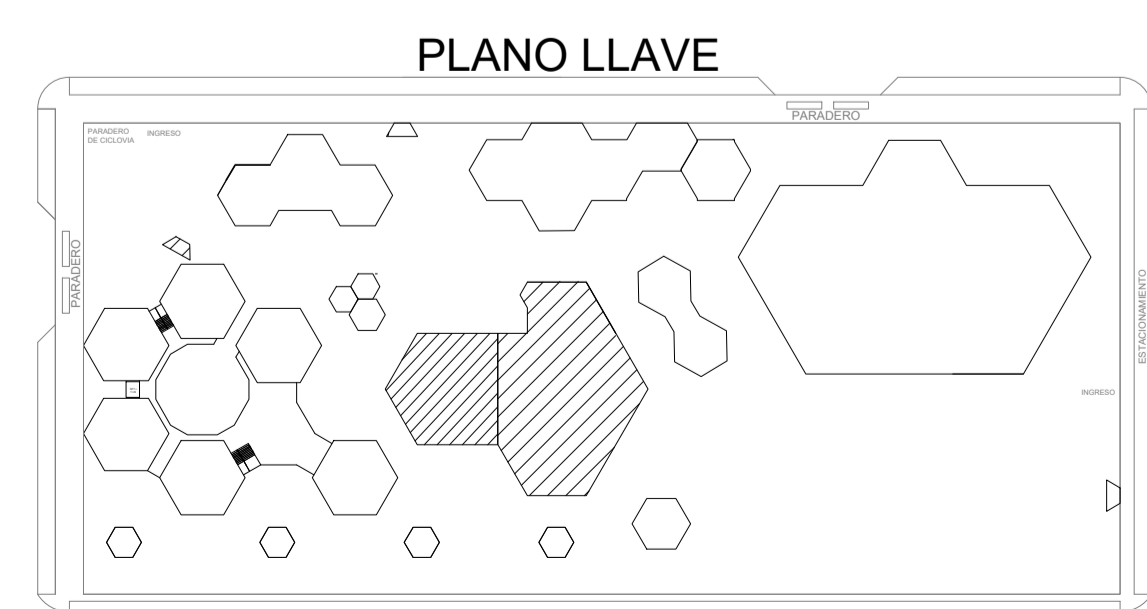 PLANO LLAVE
PARADERO
PARADERO
DE CICLOVIA
INGRESO
PARADERO
ESTACIONAMIENTO
INGRESO